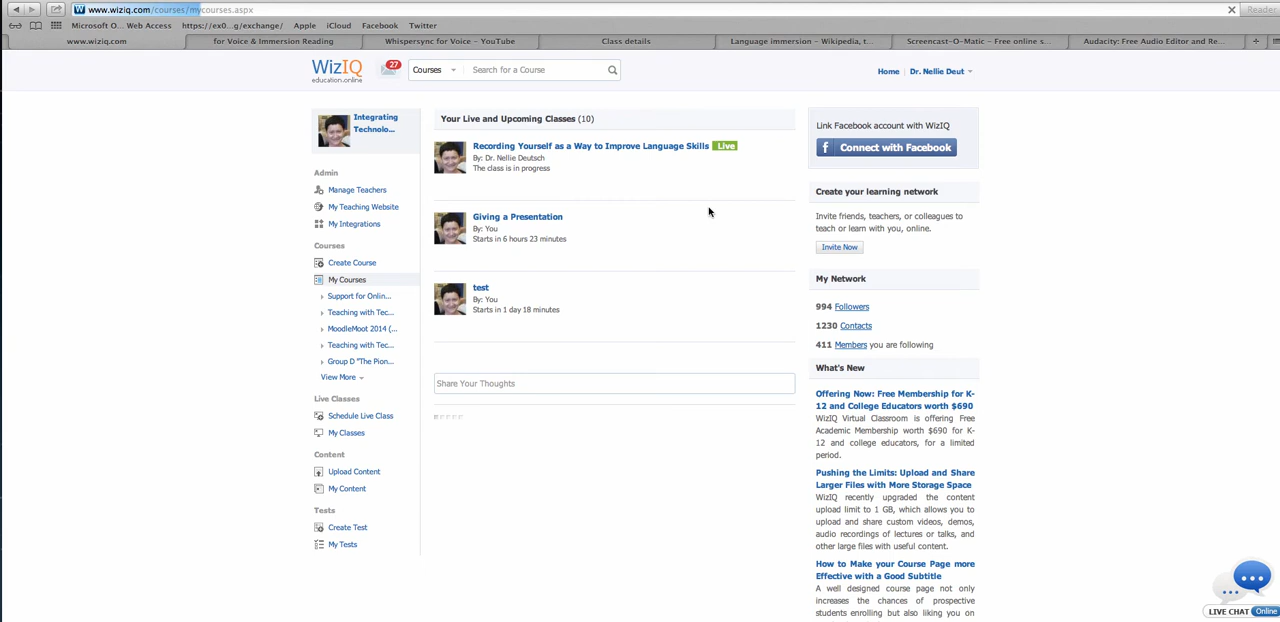 www.wiziq.com/courses/mycourses.aspx
Reader
Microsoft O... Web Access
https://ex0...g/exchange/
Apple
iCloud
Facebook
Twitter
www.wiziq.com
for Voice & Immersion Reading
Whispersync for Voice – YouTube
Class details
Language immersion – Wikipedia, t...
Screencast–O–Matic – Free online s...
Audacity: Free Audio Editor and Re...
WizIQ
education.online
27
Courses
Search for a Course
Home
Dr. Nellie Deut
Integrating
Technolo...
Admin
Manage Teachers
My Teaching Website
My Integrations
Courses
Create Course
My Courses
Support for Onlin...
Teaching with Tec...
MoodleMoot 2014 (...
Teaching with Tec...
Group D "The Pion...
View More
Live Classes
Schedule Live Class
My Classes
Content
Upload Content
My Content
Tests
Create Test
My Tests
Your Live and Upcoming Classes (10)
Recording Yourself as a Way to Improve Language Skills Live
By: Dr. Nellie Deutsch
The class is in progress
Giving a Presentation
By: You
Starts in 6 hours 23 minutes
test
By: You
Starts in 1 day 18 minutes
Share Your Thoughts
Link Facebook account with WizIQ
f Connect with Facebook
Create your learning network
Invite friends, teachers, or colleagues to
teach or learn with you, online.
Invite Now
My Network
994 Followers
1230 Contacts
411 Members you are following
What's New
Offering Now: Free Membership for K-
12 and College Educators worth $690
WizIQ Virtual Classroom is offering Free
Academic Membership worth $690 for K-
12 and college educators, for a limited
period.
Pushing the Limits: Upload and Share
Larger Files with More Storage Space
WizIQ recently upgraded the content
upload limit to 1 GB, which allows you to
upload and share custom videos, demos,
audio recordings of lectures or talks, and
other large files with useful content.
How to Make your Course Page more
Effective with a Good Subtitle
A well designed course page not only
increases the chances of prospective
students enrolling but also liking you on
LIVE CHAT Online